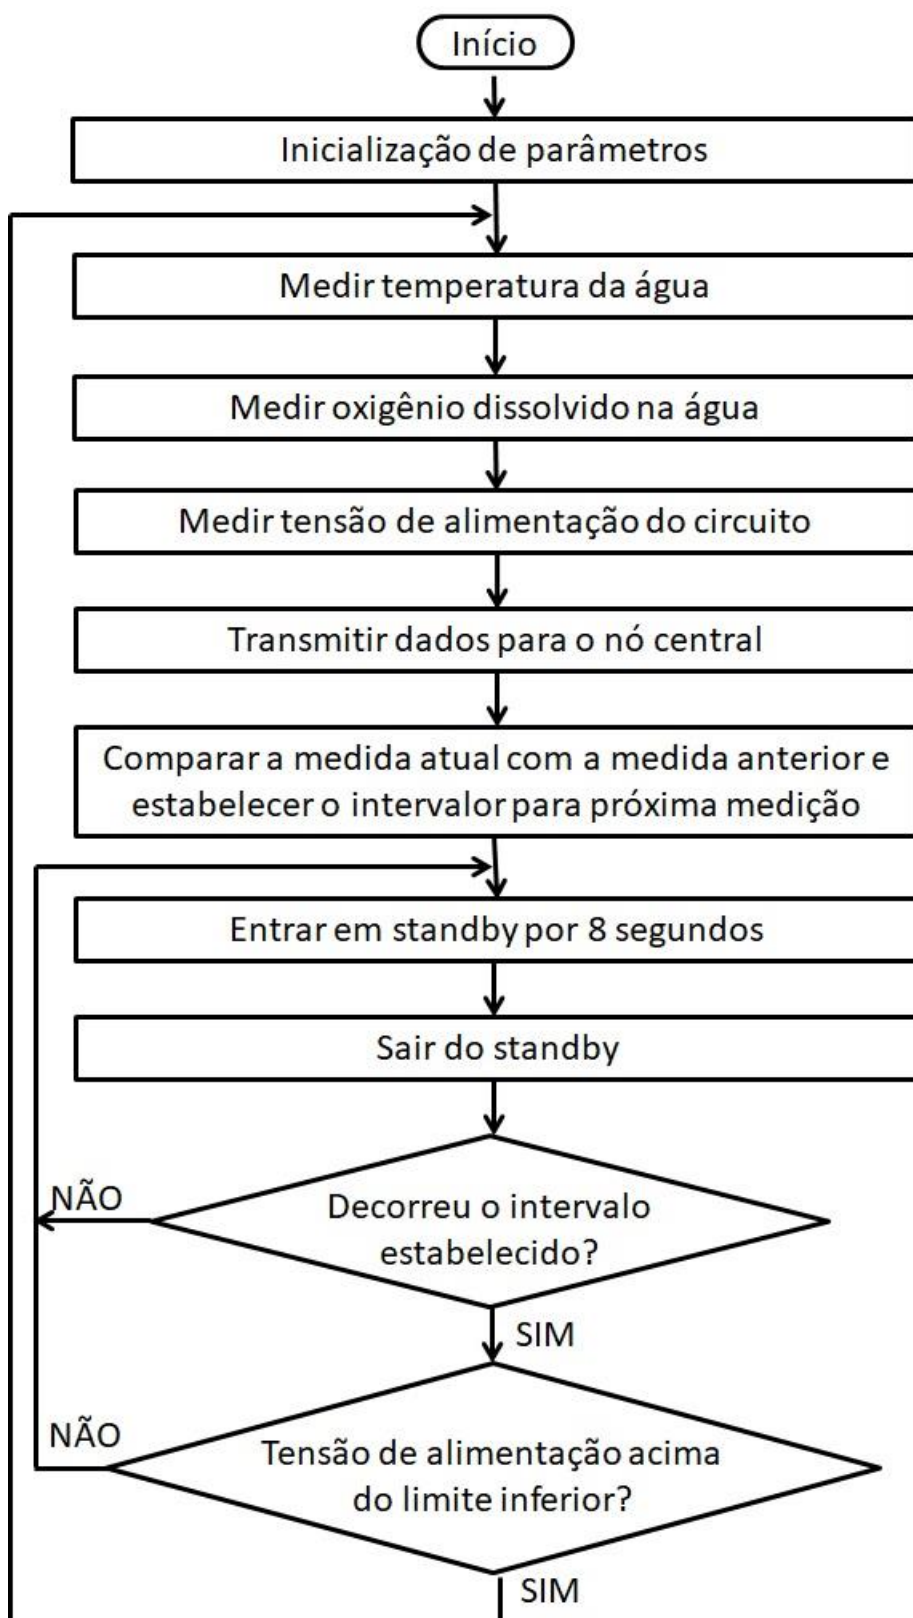 Início
Inicialização de parâmetros
Medir temperatura da água
Medir oxigênio dissolvido na água
Medir tensão de alimentação do circuito
Transmitir dados para o nó central
Comparar a medida atual com a medida anterior e
estabelecer o intervalor para próxima medição
Entrar em standby por 8 segundos
Sair do standby
NÃO
Decorreu o intervalo
estabelecido?
SIM
NÃO
Tensão de alimentação acima
do limite inferior?
SIM